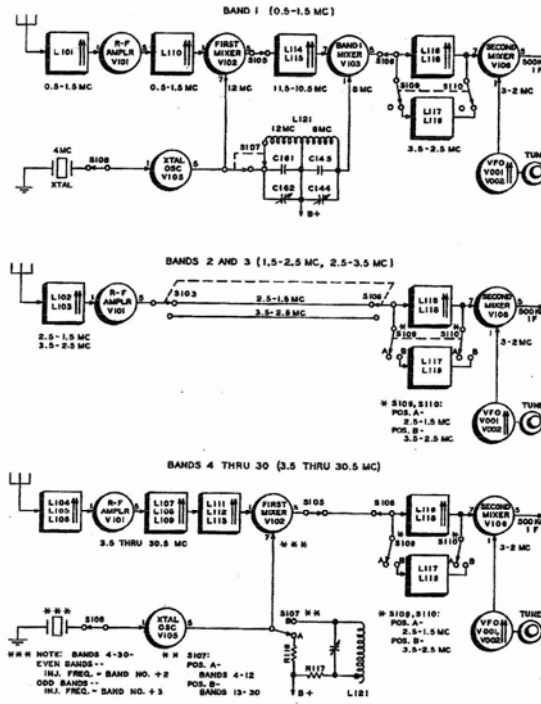 BAND 1 (0.5-1.5 MC)
L101
R-F
AMPLR
V101
L110
FIRST
MIXER
V102
S105
L114
L115
BAND 1
MIXER
V103
S108
L116
L118
SECOND
MIXER
V106
500K
1 F
0.5-1.5 MC
0.5-1.5 MC
12 MC
11.5-10.5 MC
8 MC
S109
S110
L117
L119
3.5-2.5 MC
3-2 MC
4MC
XTAL
S106
XTAL
OSC
V105
S107
L121
12MC
8MC
C161
C145
C162
C144
B+
VFO
V001
V002
TUNE
BANDS 2 AND 3 (1.5-2.5 MC, 2.5-3.5 MC)
L102
L103
R-F
AMPLR
V101
S103
2.5-1.5 MC
3.5-2.5 MC
S108
L116
L118
SECOND
MIXER
V106
500K
1 F
2.5-1.5 MC
3.5-2.5 MC
S109
S110
A B
A B
L117
L119
3-2 MC
* S109, S110:
POS. A-
2.5-1.5 MC
POS. B-
3.5-2.5 MC
VFO
V001
V002
TUNE
BANDS 4 THRU 30 (3.5 THRU 30.5 MC)
L104
L105
L106
R-F
AMPLR
V101
L107
L108
L109
L111
L112
L113
FIRST
MIXER
V102
S105
S108
L116
L118
SECOND
MIXER
V106
500K
1 F
3.5 THRU 30.5 MC
***
S109
S110
A B
A B
L117
L119
3-2 MC
***
S106
XTAL
OSC
V105
S107 **
B
A
R116
R117
B+
L121
* S109, S110:
POS. A-
2.5-1.5 MC
POS. B-
3.5-2.5 MC
VFO
V001,
V002
TUNE
*** NOTE: BANDS 4-30-
EVEN BANDS--
INJ. FREQ. = BAND NO. +2
ODD BANDS--
INJ. FREQ. = BAND NO. +3
** S107:
POS. A-
BANDS 4-12
POS. B-
BANDS 13-30